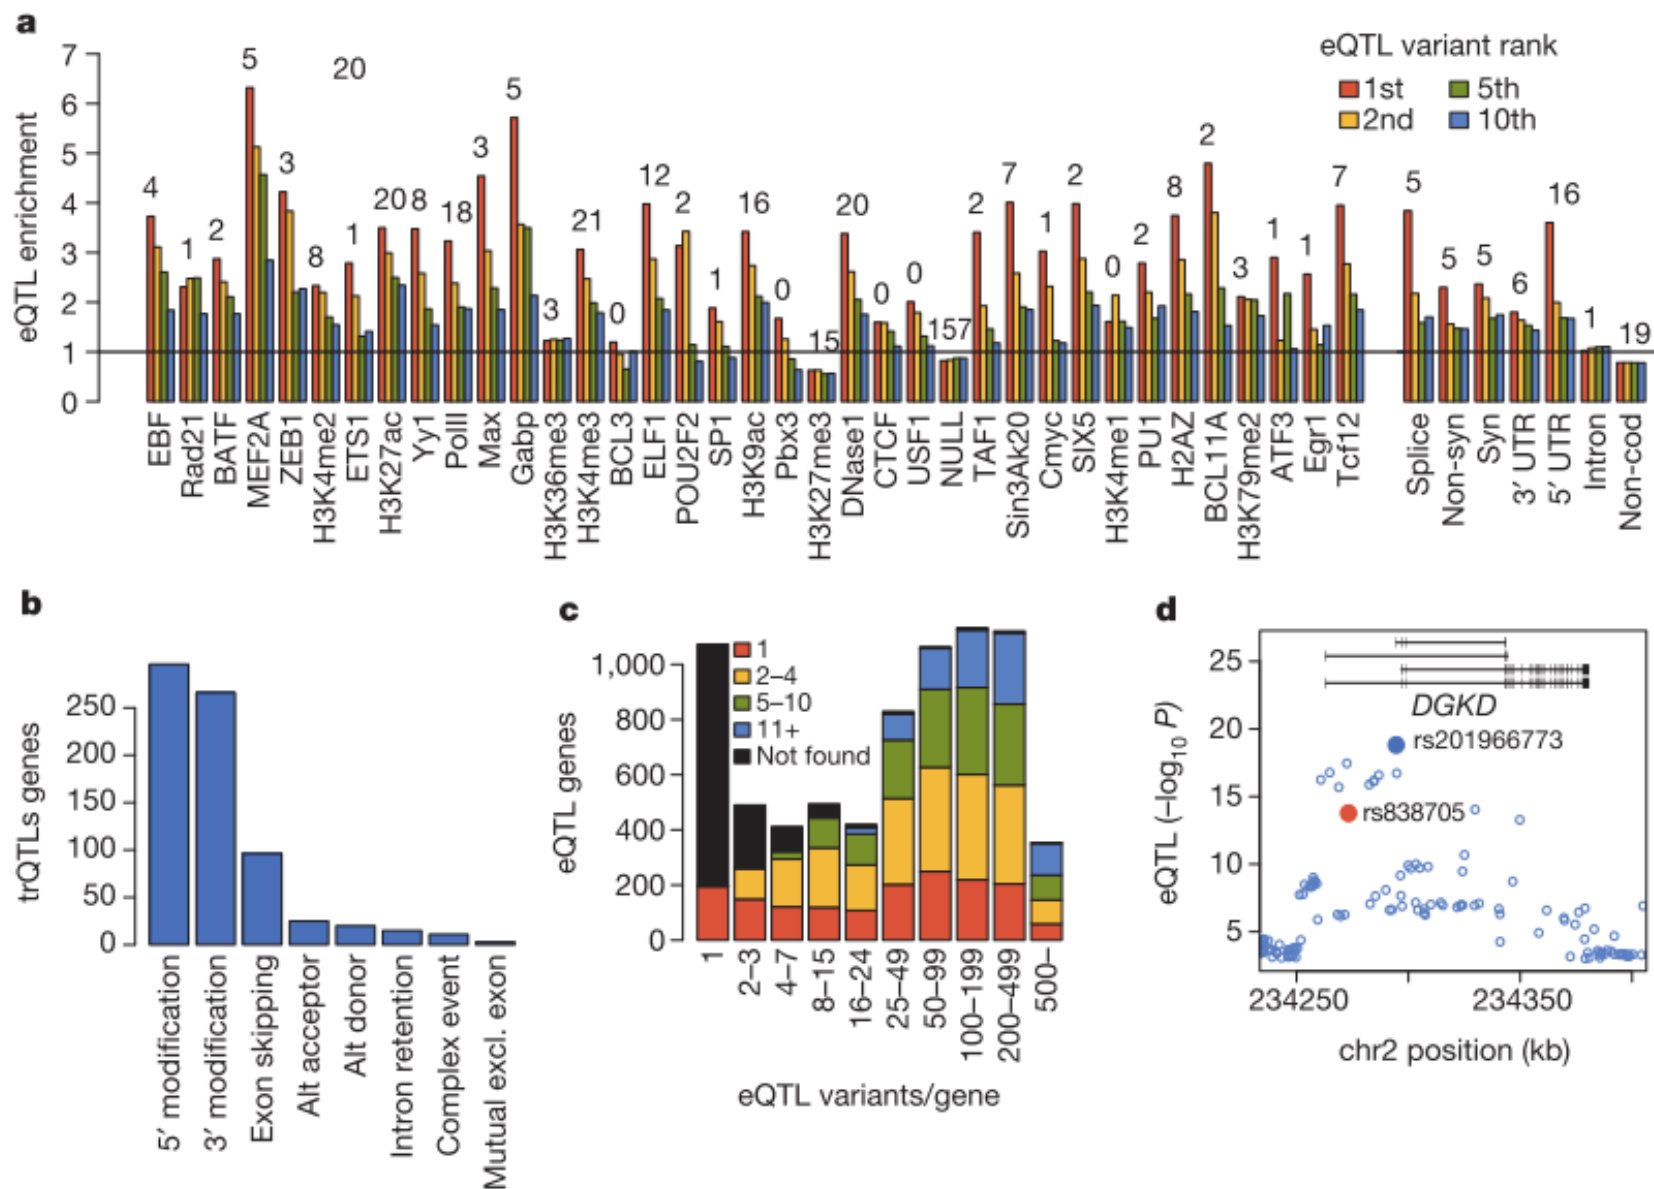 a
eQTL enrichment
7
6
5
4
3
2
1
0
4
1
2
5
3
8
20
1
20
8
18
3
5
3
21
0
12
2
1
16
0
15
20
0
0
157
2
7
1
2
0
2
8
2
3
1
1
7
5
5
5
6
16
1
19
eQTL variant rank
1st
5th
2nd
10th
EBF
Rad21
BATF
MEF2A
ZEB1
H3K4me2
ETS1
H3K27ac
Yy1
PolII
Max
Gabp
H3K36me3
H3K4me3
BCL3
ELF1
POU2F2
SP1
H3K9ac
Pbx3
H3K27me3
DNase1
CTCF
USF1
NULL
TAF1
Sin3Ak20
Cmyc
SIX5
H3K4me1
PU1
H2AZ
BCL11A
H3K79me2
ATF3
Egr1
Tcf12
Splice
Non-syn
Syn
3′ UTR
5′ UTR
Intron
Non-cod
b
trQTLs genes
250
200
150
100
50
0
5′ modification
3′ modification
Exon skipping
Alt acceptor
Alt donor
Intron retention
Complex event
Mutual excl. exon
c
eQTL genes
1,000
800
600
400
200
0
1
2–4
5–10
11+
Not found
1
2–3
4–7
8–15
16–24
25–49
50–99
100–199
200–499
500–
eQTL variants/gene
d
eQTL (–log10 P)
25
20
15
10
5
DGKD
rs201966773
rs838705
234250
234350
chr2 position (kb)